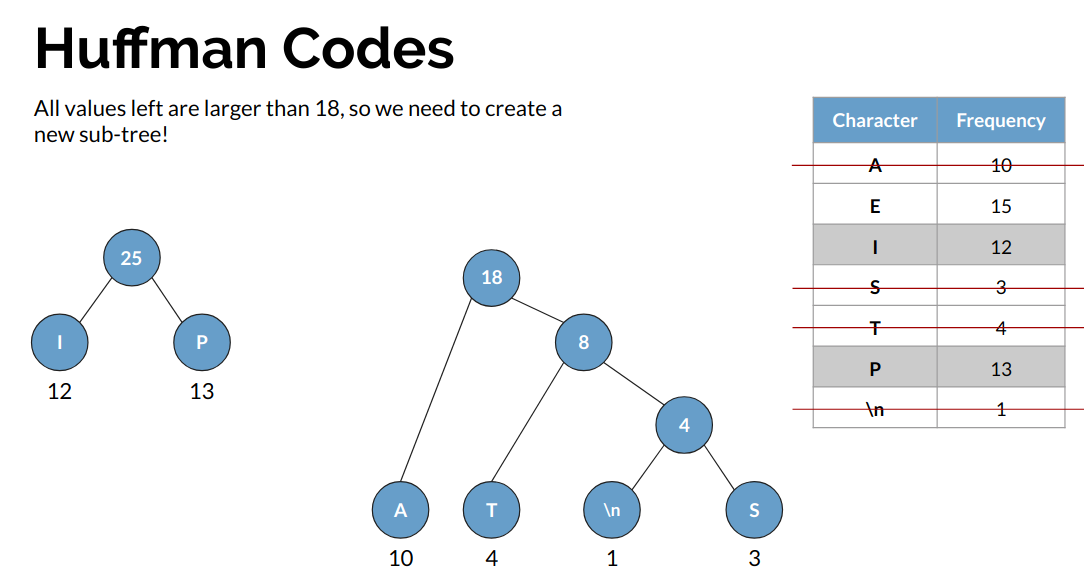 Huffman Codes
All values left are larger than 18, so we need to create a
new sub-tree!
Character Frequency
A 10
E 15
I 12
S 3
T 4
P 13
\n 1
25
I P
12 13
18
8
4
A T \n S
10 4 1 3